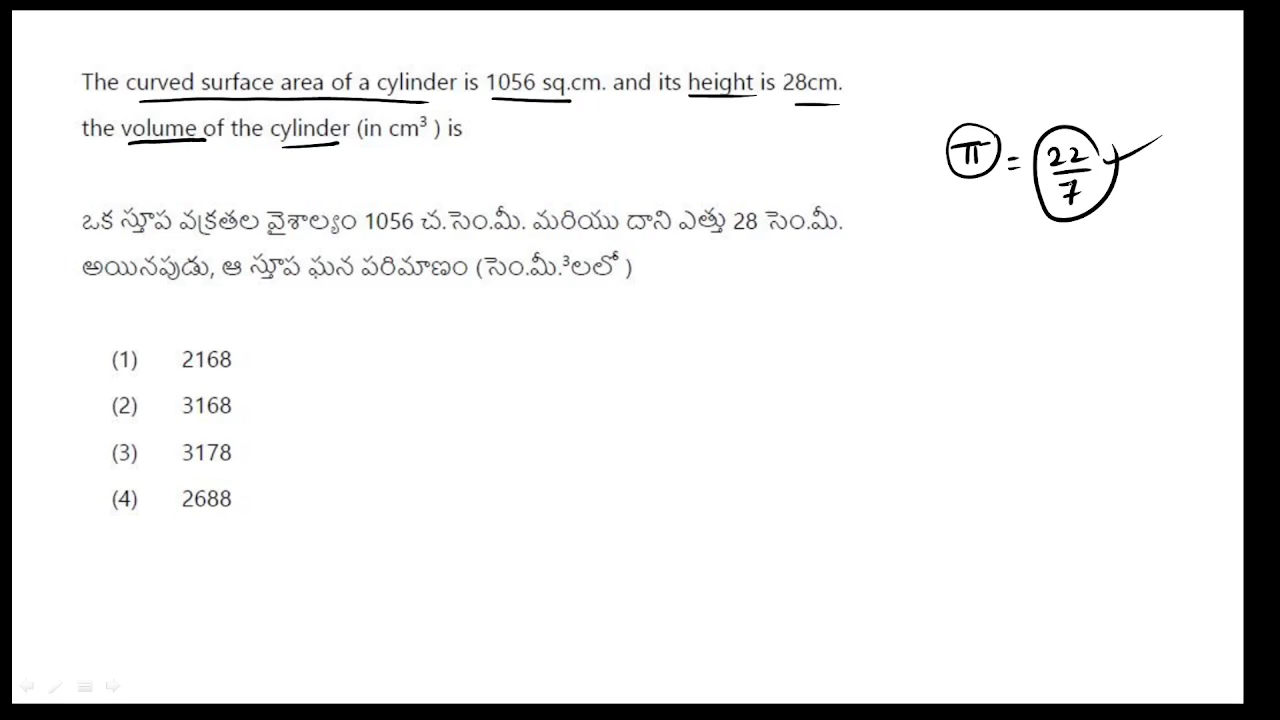 The curved surface area of a cylinder is 1056 sq.cm. and its height is 28cm.
the volume of the cylinder (in cm³ ) is
π = 22/7
ఒక స్తూప వక్రతల వైశాల్యం 1056 చ.సెం.మీ. మరియు దాని ఎత్తు 28 సెం.మీ.
అయినపుడు, ఆ స్తూప ఘన పరిమాణం (సెం.మీ.³లలో )
(1) 2168
(2) 3168
(3) 3178
(4) 2688